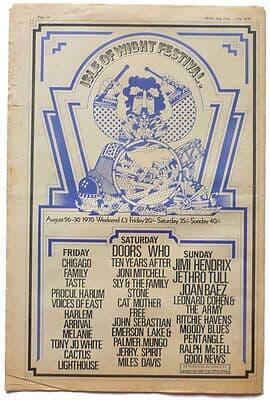 ISLE OF WIGHT FESTIVAL.
August 26-30 1970 Weekend £3 Friday 20/- Saturday 35/- Sunday 40/-
FRIDAY
CHICAGO
FAMILY
TASTE
PROCUL HARUM
VOICES OF EAST
HARLEM
ARRIVAL
MELANIE
TONY JO WHITE
CACTUS
LIGHTHOUSE
SATURDAY
DOORS WHO
TEN YEARS AFTER
JONI MITCHELL
SLY & THE FAMILY
STONE
CAT MOTHER
FREE
JOHN SEBASTIAN
EMERSON LAKE &
PALMER. MUNGO
JERRY. SPIRIT
MILES DAVIS
SUNDAY
JIMI HENDRIX
JETHRO TULL
JOAN BAEZ
LEONARD COHEN &
THE ARMY
RITCHIE HAVENS
MOODY BLUES
PENTANGLE
RALPH McTELL
GOOD NEWS